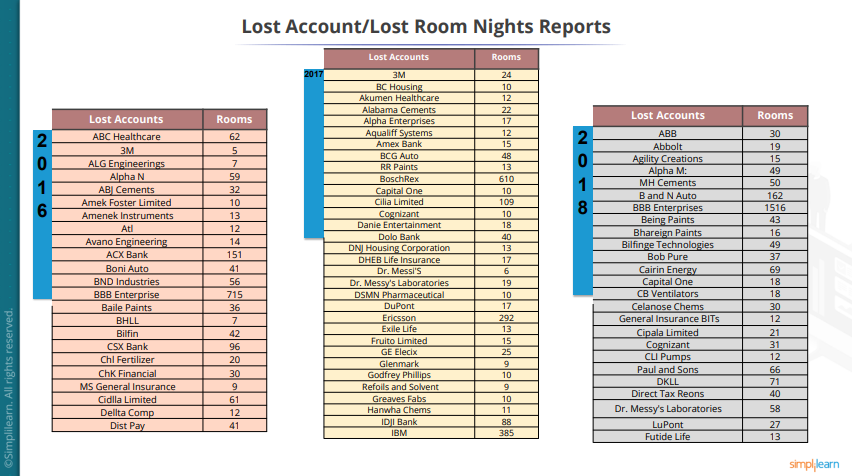 Lost Account/Lost Room Nights Reports
2016
Lost Accounts Rooms
ABC Healthcare 62
3M 5
ALG Engineerings 7
Alpha N 59
ABJ Cements 32
Amek Foster Limited 10
Amenek Instruments 13
Atl 12
Avano Engineering 14
ACX Bank 151
Boni Auto 41
BND Industries 56
BBB Enterprise 715
Baile Paints 36
BHLL 7
Bilfin 42
CSX Bank 96
Chl Fertilizer 20
ChK Financial 30
MS General Insurance 9
Cidlla Limited 61
Dellta Comp 12
Dist Pay 41
2017
Lost Accounts Rooms
3M 24
BC Housing 10
Akumen Healthcare 12
Alabama Cements 22
Alpha Enterprises 17
Aqualiff Systems 12
Amex Bank 15
BCG Auto 48
RR Paints 13
BoschRex 610
Capital One 10
Cilia Limited 109
Cognizant 10
Danie Entertainment 18
Dolo Bank 40
DNJ Housing Corporation 13
DHEB Life Insurance 17
Dr. Messi'S 6
Dr. Messy's Laboratories 19
DSMN Pharmaceutical 10
DuPont 17
Ericsson 292
Exile Life 13
Fruito Limited 15
GE Elecix 25
Glenmark 9
Godfrey Phillips 10
Refoils and Solvent 9
Greaves Fabs 10
Hanwha Chems 11
IDJI Bank 88
IBM 385
2018
Lost Accounts Rooms
ABB 30
Abbolt 19
Agility Creations 15
Alpha M: 49
MH Cements 50
B and N Auto 162
BBB Enterprises 1516
Being Paints 43
Bhareign Paints 16
Bilfinge Technologies 49
Bob Pure 37
Cairin Energy 69
Capital One 18
CB Ventilators 18
Celanose Chems 30
General Insurance BITs 12
Cipala Limited 21
Cognizant 31
CLI Pumps 12
Paul and Sons 66
DKLL 71
Direct Tax Reons 40
Dr. Messy's Laboratories 58
LuPont 27
Futide Life 13
©Simplilearn. All rights reserved.
simplilearn